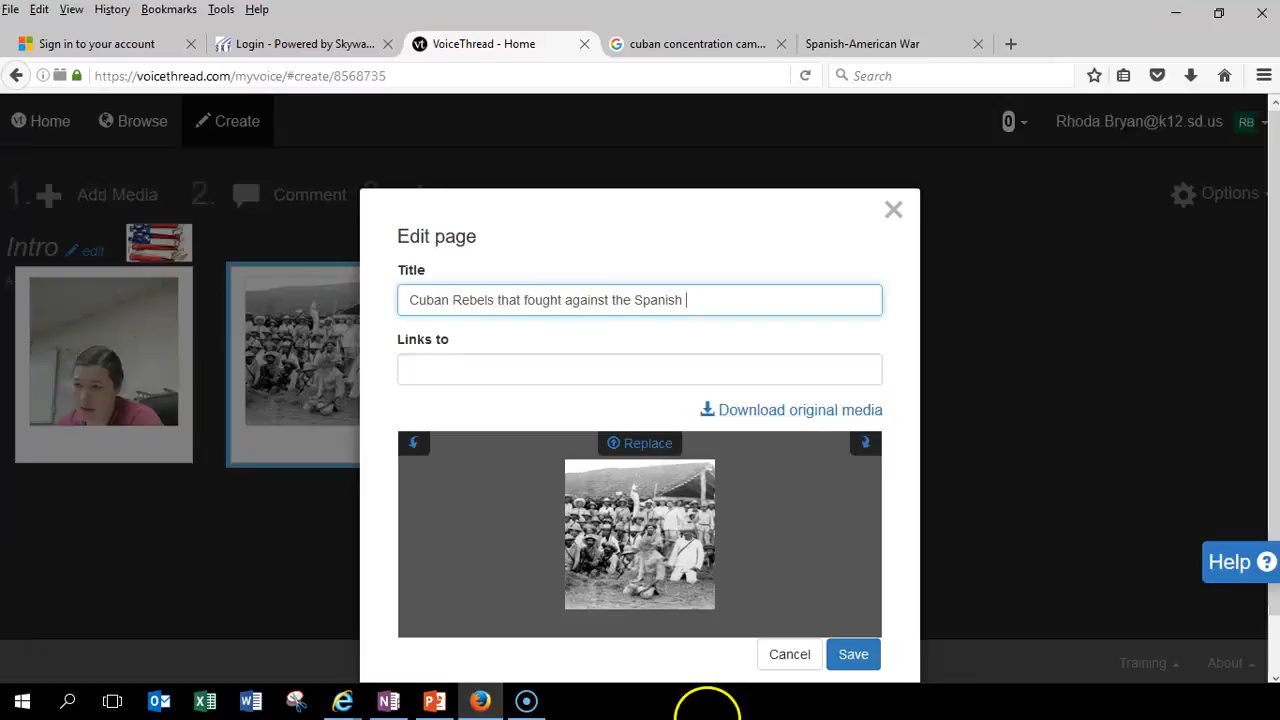 File Edit View History Bookmarks Tools Help
Sign in to your account
Login - Powered by Skywa...
vt VoiceThread - Home
cuban concentration cam...
Spanish-American War
https://voicethread.com/myvoice/#create/8568735
Search
vt Home
Browse
Create
0
Rhoda Bryan@k12.sd.us
RB
1. Add Media
2. Comment
Options
Intro edit
Edit page
Title
Cuban Rebels that fought against the Spanish
Links to
Download original media
Replace
Cancel
Save
Help ?
Training
About